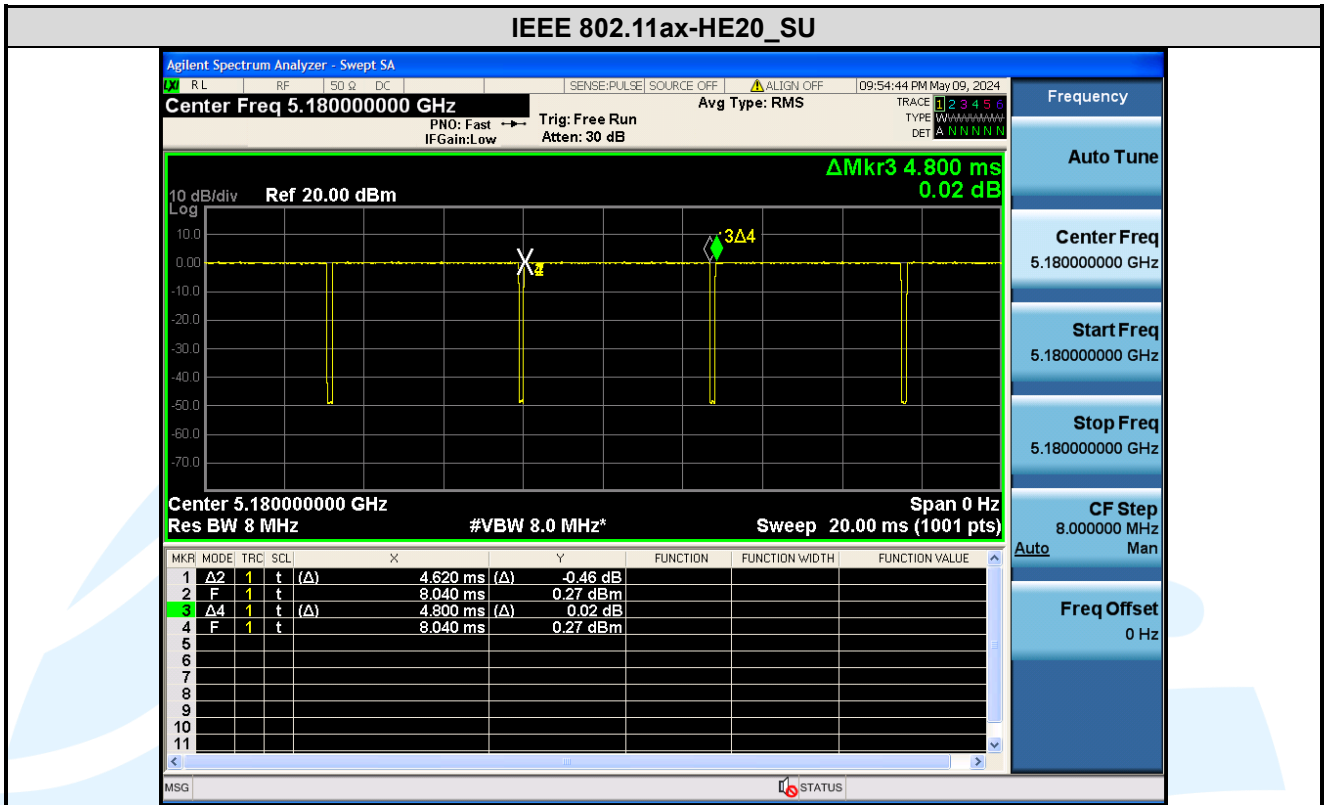 IEEE 802.11ax-HE20_SU
Agilent Spectrum Analyzer - Swept SA
LXI RL RF 50 Ω DC SENSE:PULSE SOURCE OFF ALIGN OFF 09:54:44 PM May 09, 2024
Center Freq 5.180000000 GHz
PNO: Fast
IFGain:Low
Trig: Free Run
Atten: 30 dB
Avg Type: RMS
TRACE 1 2 3 4 5 6
TYPE WWWWWW
DET A N N N N N
ΔMkr3 4.800 ms
0.02 dB
10 dB/div Ref 20.00 dBm
Log
10.0
0.00
-10.0
-20.0
-30.0
-40.0
-50.0
-60.0
-70.0
3Δ4
Center 5.180000000 GHz Span 0 Hz
Res BW 8 MHz #VBW 8.0 MHz* Sweep 20.00 ms (1001 pts)
MKR MODE TRC SCL X Y FUNCTION FUNCTION WIDTH FUNCTION VALUE
1 Δ2 1 t (Δ) 4.620 ms (Δ) -0.46 dB
2 F 1 t 8.040 ms 0.27 dBm
3 Δ4 1 t (Δ) 4.800 ms (Δ) 0.02 dB
4 F 1 t 8.040 ms 0.27 dBm
5
6
7
8
9
10
11
MSG STATUS
Frequency
Auto Tune
Center Freq
5.180000000 GHz
Start Freq
5.180000000 GHz
Stop Freq
5.180000000 GHz
CF Step
8.000000 MHz
Auto Man
Freq Offset
0 Hz